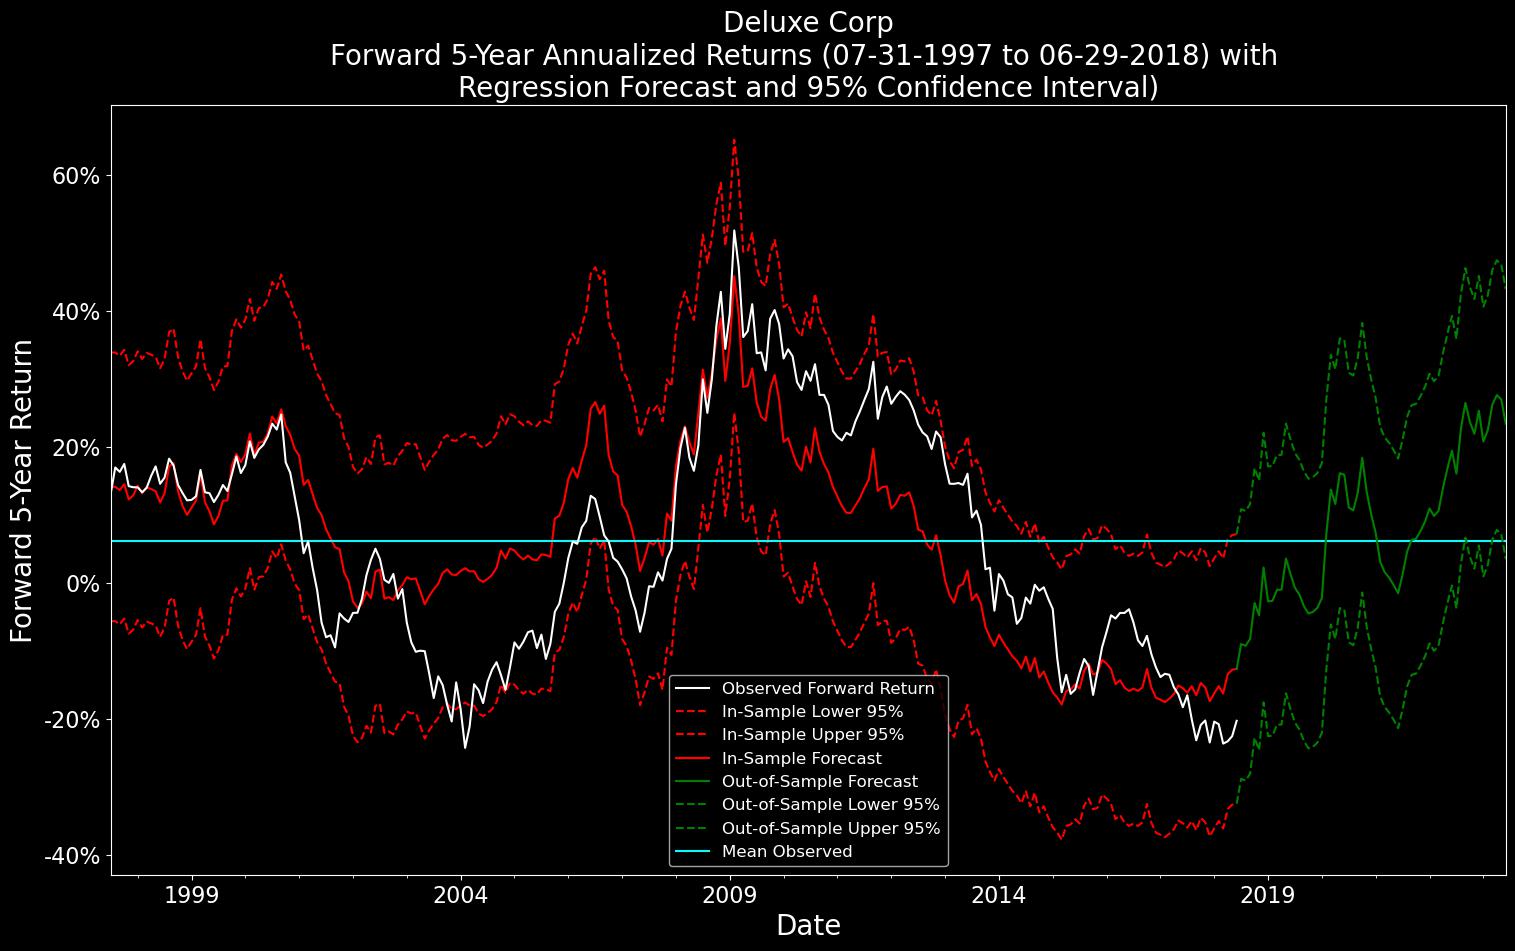 Deluxe Corp
Forward 5-Year Annualized Returns (07-31-1997 to 06-29-2018) with
Regression Forecast and 95% Confidence Interval)
Forward 5-Year Return
60%
40%
20%
0%
-20%
-40%
Observed Forward Return
In-Sample Lower 95%
In-Sample Upper 95%
In-Sample Forecast
Out-of-Sample Forecast
Out-of-Sample Lower 95%
Out-of-Sample Upper 95%
Mean Observed
1999
2004
2009
2014
2019
Date